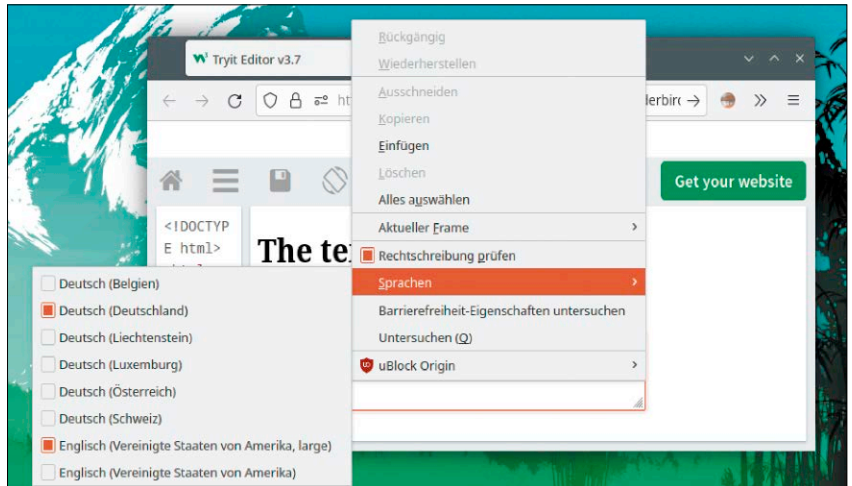 Tryit Editor v3.7
Get your website
<!DOCTYP
E html>
The te
Rückgängig
Wiederherstellen
Ausschneiden
Kopieren
Einfügen
Löschen
Alles auswählen
Aktueller Frame
Rechtschreibung prüfen
Sprachen
Barrierefreiheit-Eigenschaften untersuchen
Untersuchen (Q)
uBlock Origin
Deutsch (Belgien)
Deutsch (Deutschland)
Deutsch (Liechtenstein)
Deutsch (Luxemburg)
Deutsch (Österreich)
Deutsch (Schweiz)
Englisch (Vereinigte Staaten von Amerika, large)
Englisch (Vereinigte Staaten von Amerika)